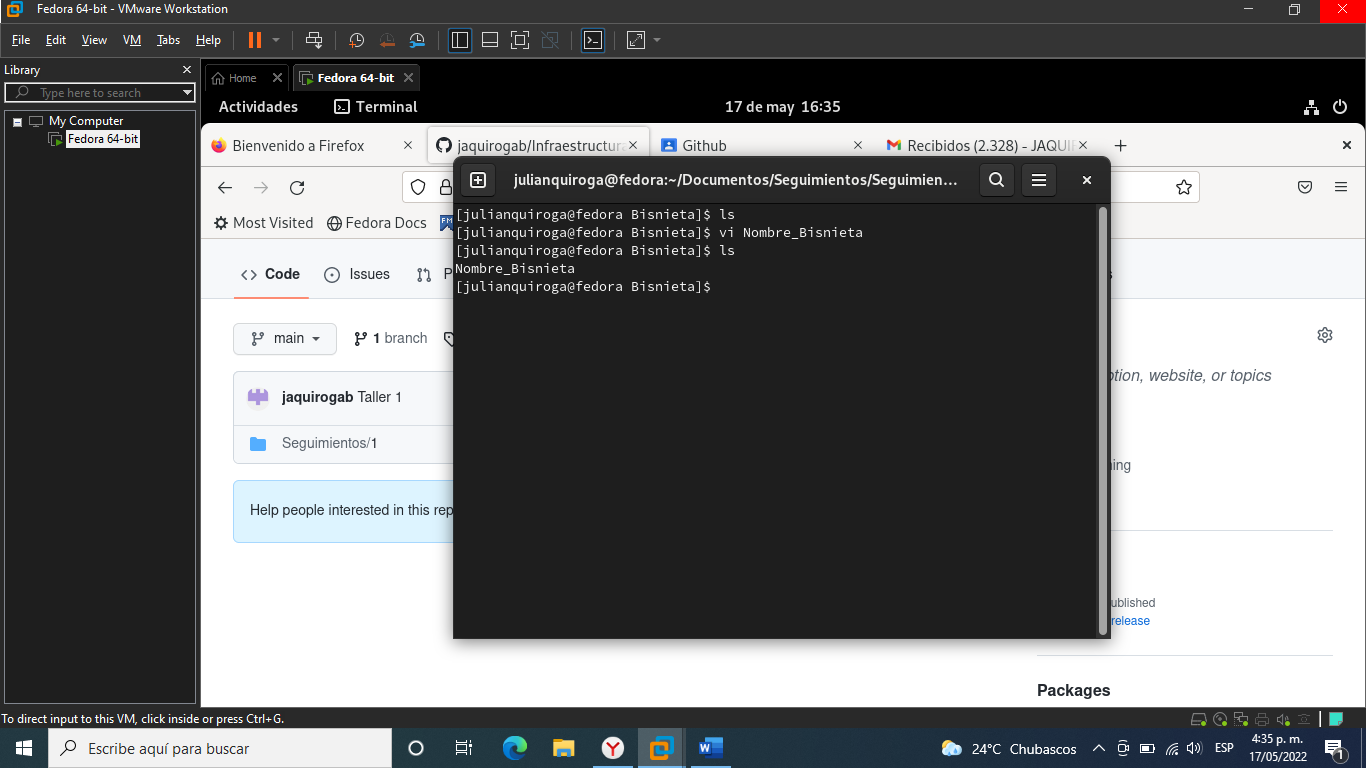 Fedora 64-bit - VMware Workstation
File Edit View VM Tabs Help
Library
Type here to search
My Computer
Fedora 64-bit
Home
Fedora 64-bit
Actividades
Terminal
17 de may 16:35
Bienvenido a Firefox
jaquirogab/Infraestructura
Github
Recibidos (2.328) - JAQUIR
julianquiroga@fedora:~/Documentos/Seguimientos/Seguimien...
Most Visited
Fedora Docs
[julianquiroga@fedora Bisnieta]$ ls
[julianquiroga@fedora Bisnieta]$ vi Nombre_Bisnieta
[julianquiroga@fedora Bisnieta]$ ls
Nombre_Bisnieta
[julianquiroga@fedora Bisnieta]$
Code
Issues
P
main
1 branch
jaquirogab Taller 1
Seguimientos/1
Help people interested in this rep
ption, website, or topics
ning
ublished
release
Packages
To direct input to this VM, click inside or press Ctrl+G.
Escribe aquí para buscar
24°C Chubascos
ESP
4:35 p. m.
17/05/2022
1